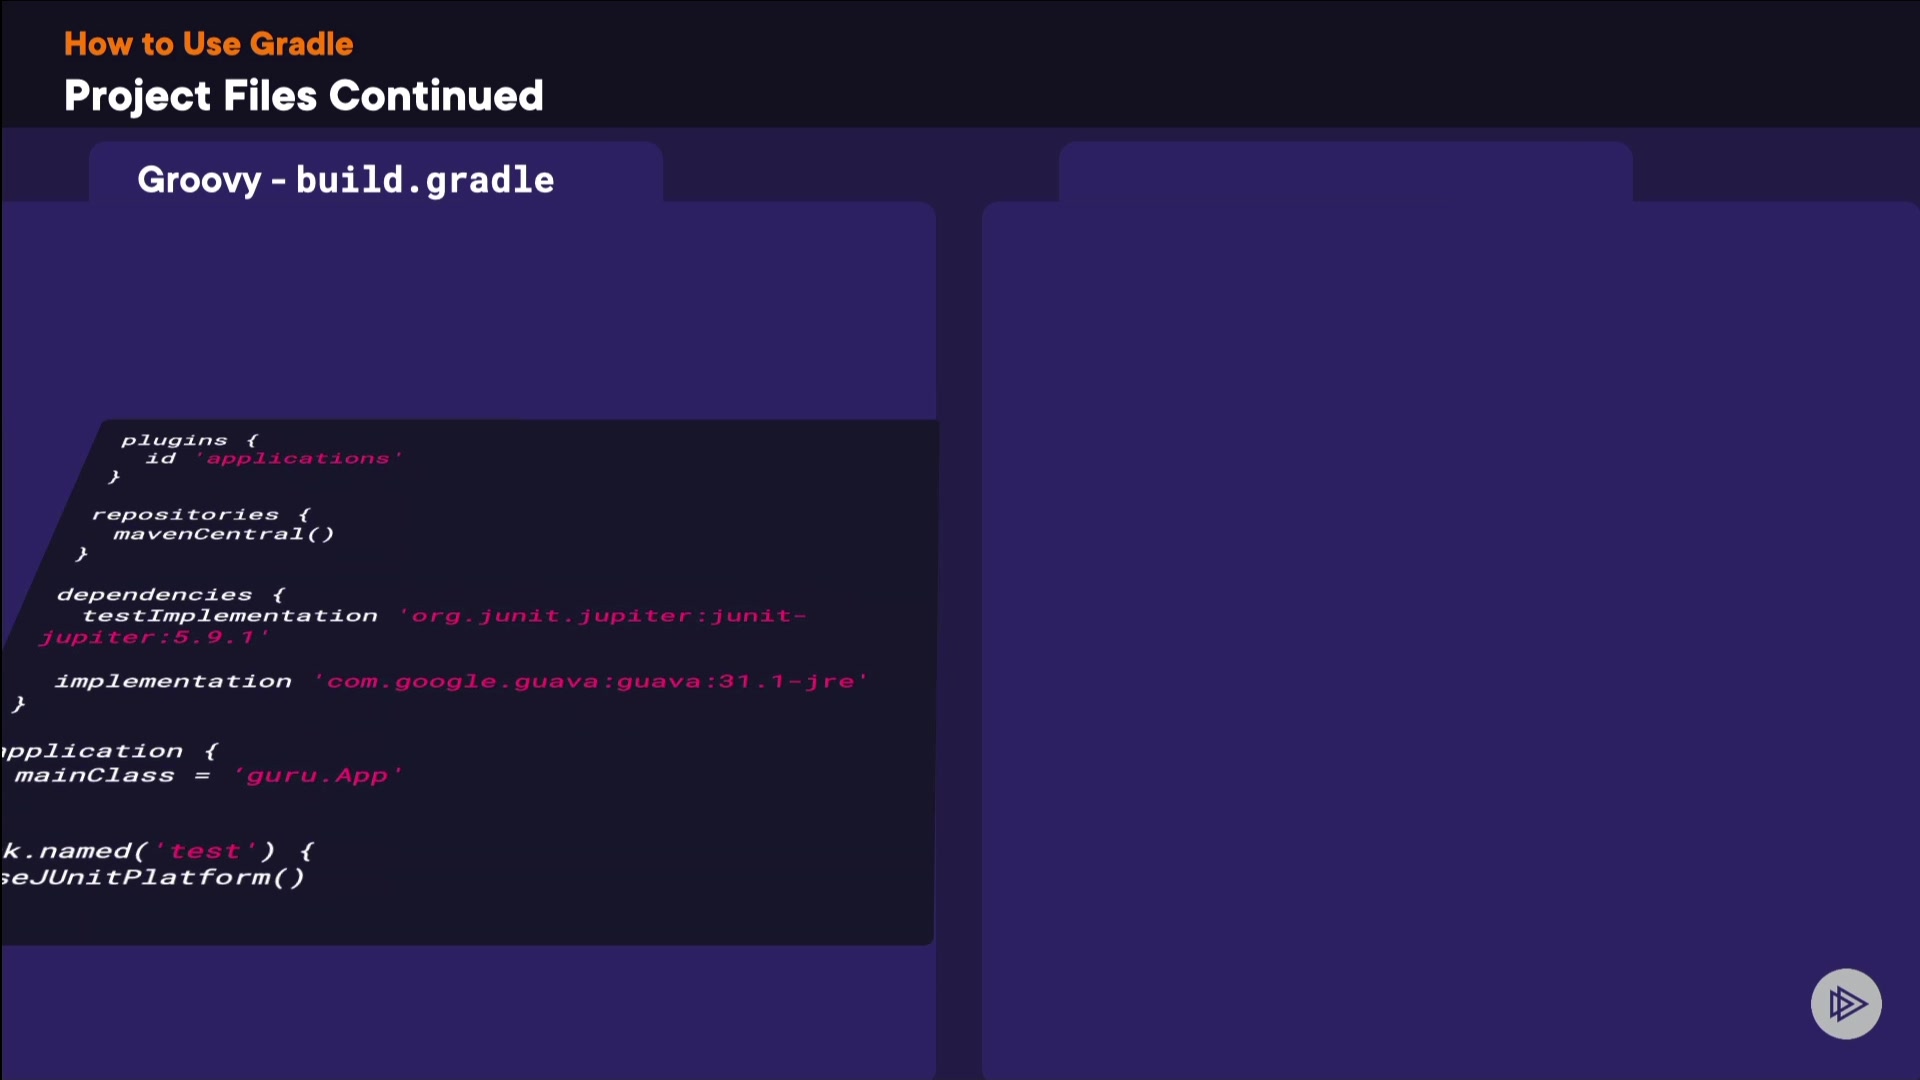 How to Use Gradle
Project Files Continued
Groovy - build.gradle
plugins {
id 'applications'
}
repositories {
mavenCentral()
}
dependencies {
testImplementation 'org.junit.jupiter:junit-
jupiter:5.9.1'
implementation 'com.google.guava:guava:31.1-jre'
}
pplication {
mainClass = 'guru.App'
k.named('test') {
seJUnitPlatform()